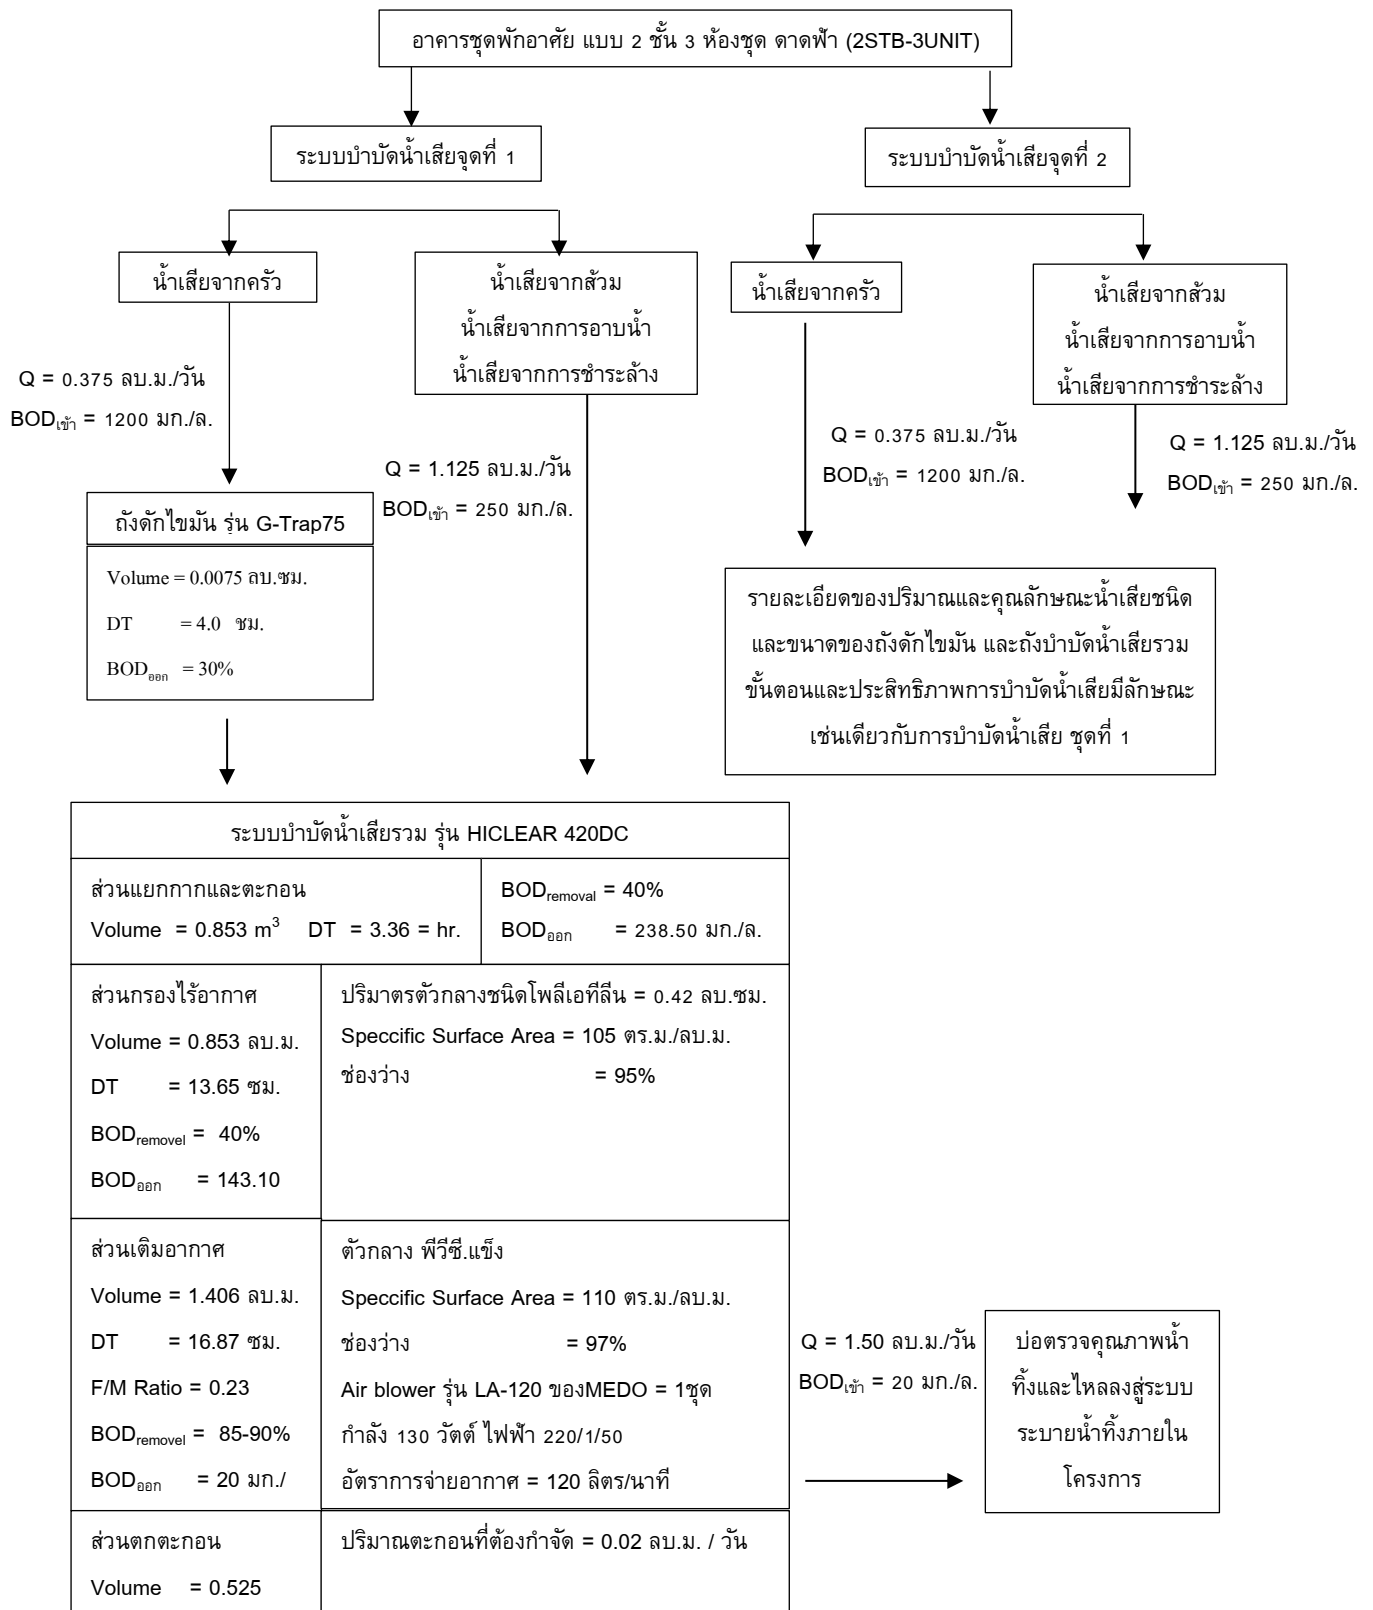 อาคารชุดพักอาศัย แบบ 2 ชั้น 3 ห้องชุด ดาดฟ้า (2STB-3UNIT)
ระบบบำบัดน้ำเสียจุดที่ 1
ระบบบำบัดน้ำเสียจุดที่ 2
น้ำเสียจากครัว
น้ำเสียจากส้วม
น้ำเสียจากการอาบน้ำ
น้ำเสียจากการชำระล้าง
น้ำเสียจากครัว
น้ำเสียจากส้วม
น้ำเสียจากการอาบน้ำ
น้ำเสียจากการชำระล้าง
Q = 0.375 ลบ.ม./วัน
BODเข้า = 1200 มก./ล.
Q = 1.125 ลบ.ม./วัน
BODเข้า = 250 มก./ล.
Q = 0.375 ลบ.ม./วัน
BODเข้า = 1200 มก./ล.
Q = 1.125 ลบ.ม./วัน
BODเข้า = 250 มก./ล.
ถังดักไขมัน รุ่น G-Trap75
Volume = 0.0075 ลบ.ซม.
DT = 4.0 ชม.
BODออก = 30%
รายละเอียดของปริมาณและคุณลักษณะน้ำเสียชนิด
และขนาดของถังดักไขมัน และถังบำบัดน้ำเสียรวม
ขั้นตอนและประสิทธิภาพการบำบัดน้ำเสียมีลักษณะ
เช่นเดียวกับการบำบัดน้ำเสีย ชุดที่ 1
ระบบบำบัดน้ำเสียรวม รุ่น HICLEAR 420DC
ส่วนแยกกากและตะกอน
Volume = 0.853 m³ DT = 3.36 = hr.
BODremoval = 40%
BODออก = 238.50 มก./ล.
ส่วนกรองไร้อากาศ
Volume = 0.853 ลบ.ม.
DT = 13.65 ซม.
BODremovel = 40%
BODออก = 143.10
ปริมาตรตัวกลางชนิดโพลีเอทีลีน = 0.42 ลบ.ซม.
Speccific Surface Area = 105 ตร.ม./ลบ.ม.
ช่องว่าง = 95%
ส่วนเติมอากาศ
Volume = 1.406 ลบ.ม.
DT = 16.87 ซม.
F/M Ratio = 0.23
BODremovel = 85-90%
BODออก = 20 มก./
ตัวกลาง พีวีซี.แข็ง
Speccific Surface Area = 110 ตร.ม./ลบ.ม.
ช่องว่าง = 97%
Air blower รุ่น LA-120 ของMEDO = 1ชุด
กำลัง 130 วัตต์ ไฟฟ้า 220/1/50
อัตราการจ่ายอากาศ = 120 ลิตร/นาที
Q = 1.50 ลบ.ม./วัน
BODเข้า = 20 มก./ล.
บ่อตรวจคุณภาพน้ำ
ทิ้งและไหลลงสู่ระบบ
ระบายน้ำทิ้งภายใน
โครงการ
ส่วนตกตะกอน
Volume = 0.525
ปริมาณตะกอนที่ต้องกำจัด = 0.02 ลบ.ม. / วัน